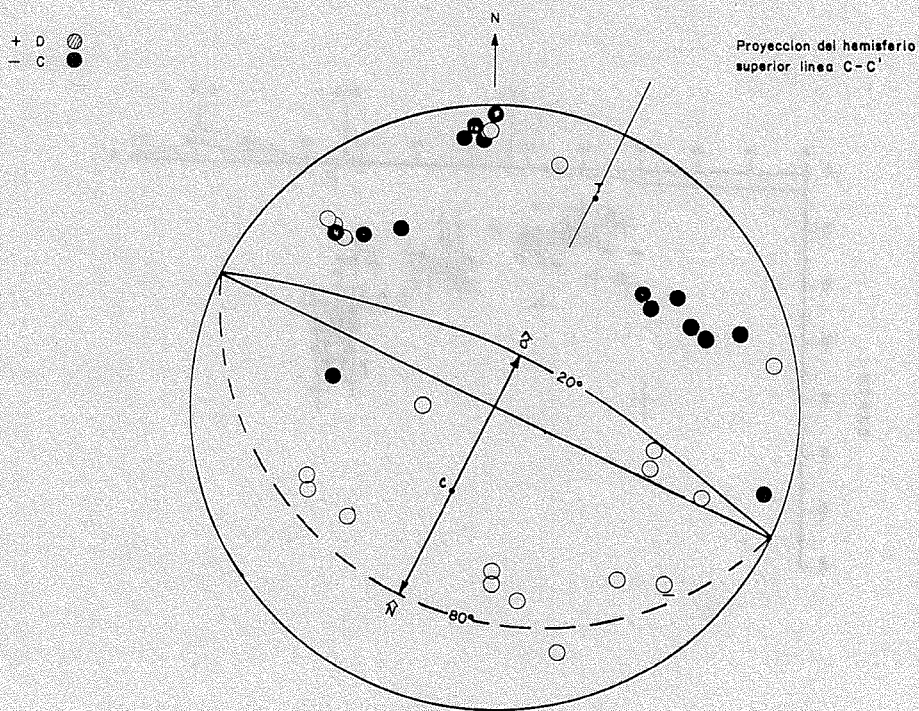 + D
− C
N
Proyeccion del hemisferio
superior linea C-C'
T
Û
20°
C
N̂
80°